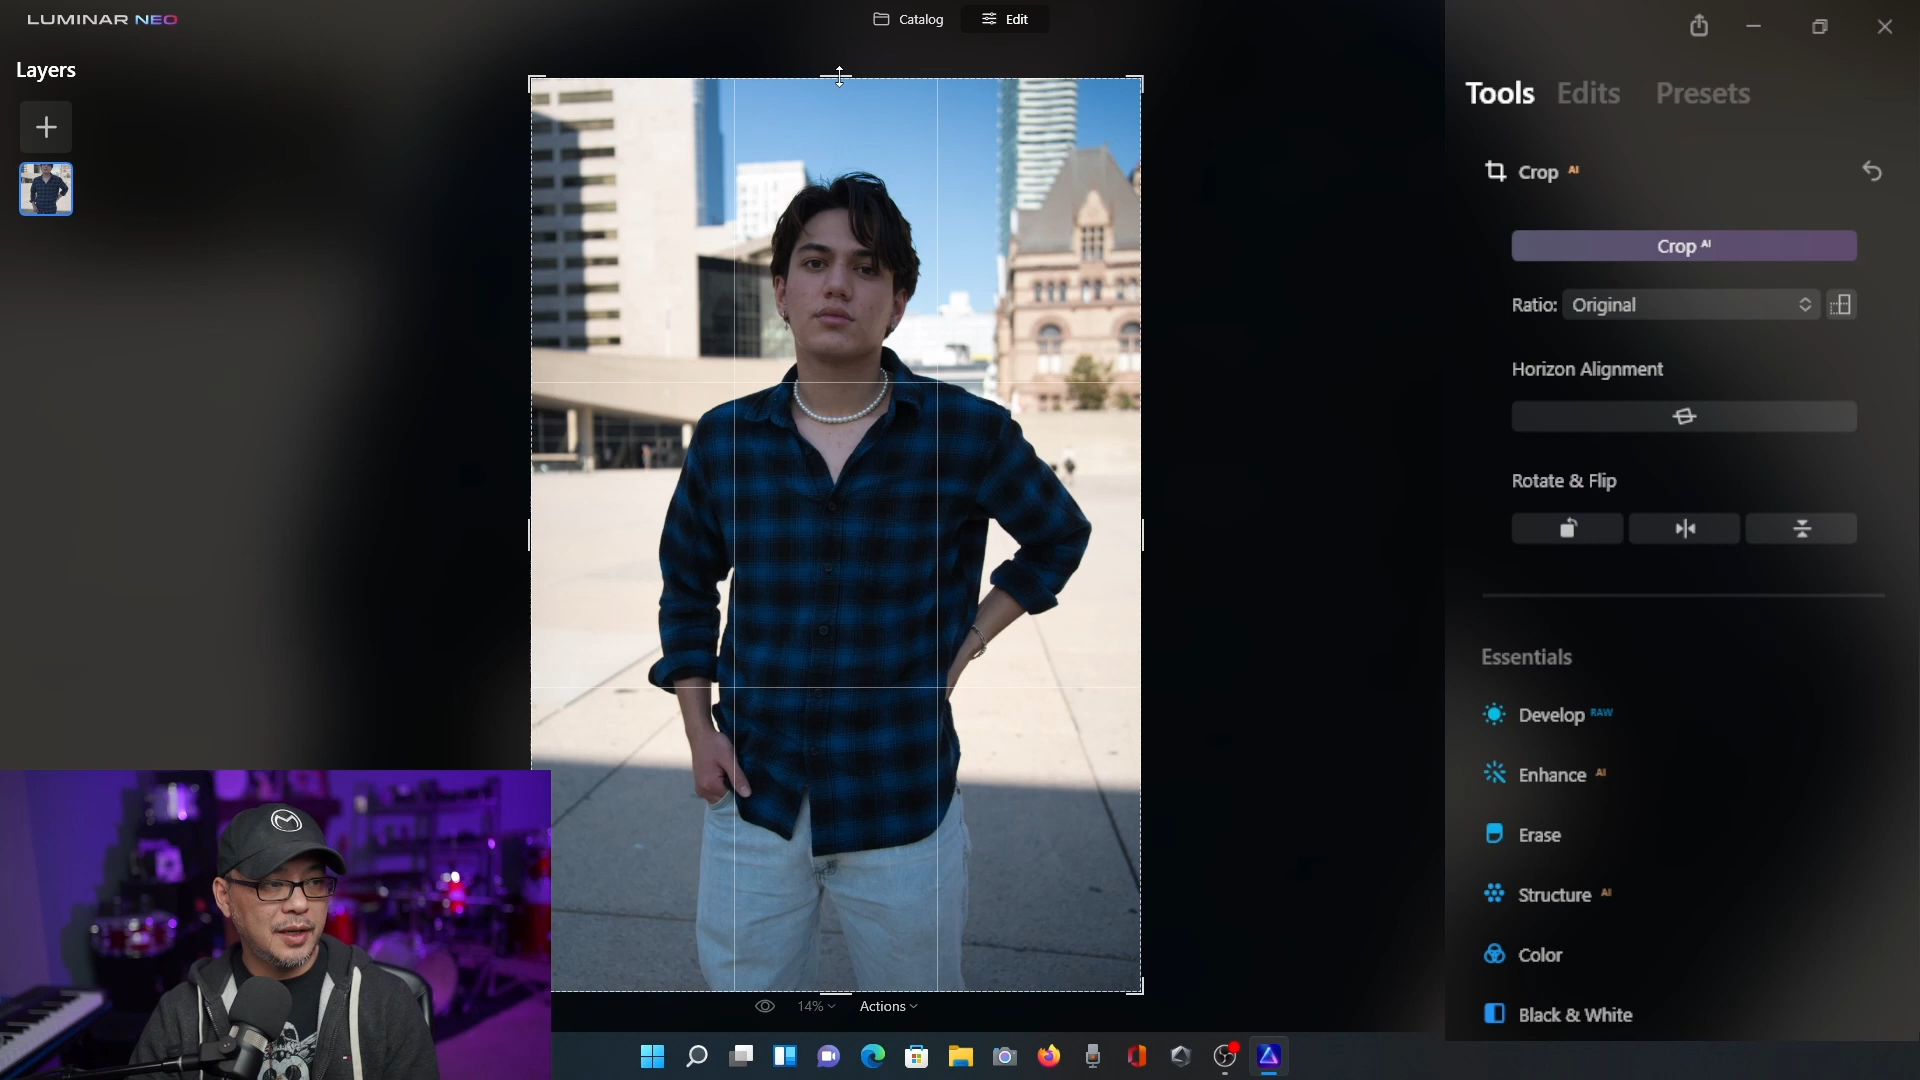 LUMINAR NEO
Catalog
Edit
Layers
Tools
Edits
Presets
Crop AI
Crop AI
Ratio:
Original
Horizon Alignment
Rotate & Flip
Essentials
Develop RAW
Enhance AI
Erase
Structure AI
Color
Black & White
14%
Actions